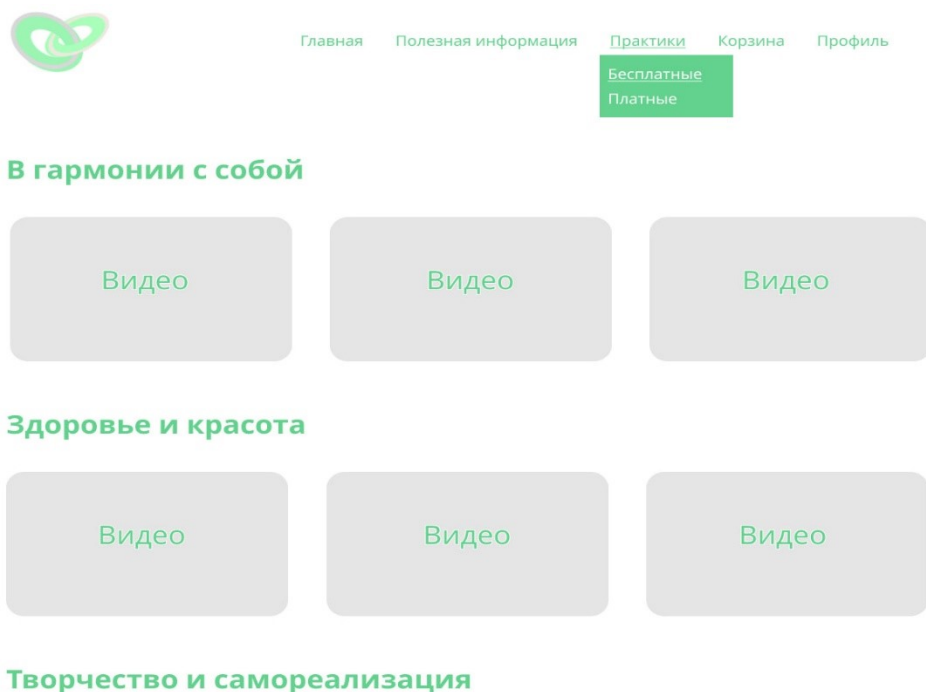 Главная Полезная информация Практики Корзина Профиль
Бесплатные
Платные
В гармонии с собой
Видео Видео Видео
Здоровье и красота
Видео Видео Видео
Творчество и самореализация